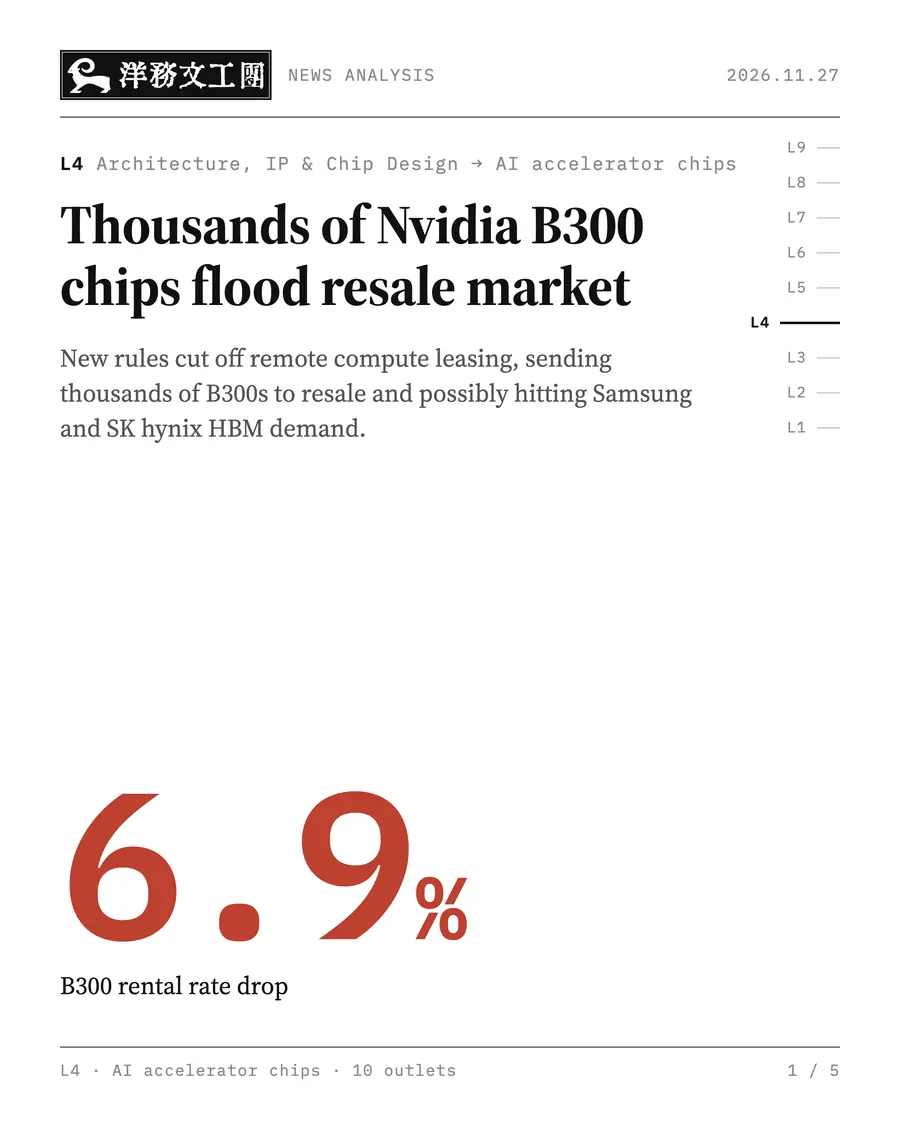 洋務文工團 NEWS ANALYSIS 2026.11.27
L4 Architecture, IP & Chip Design → AI accelerator chips
Thousands of Nvidia B300
chips flood resale market
New rules cut off remote compute leasing, sending
thousands of B300s to resale and possibly hitting Samsung
and SK hynix HBM demand.
L9
L8
L7
L6
L5
L4
L3
L2
L1
6.9%
B300 rental rate drop
L4 · AI accelerator chips · 10 outlets 1 / 5